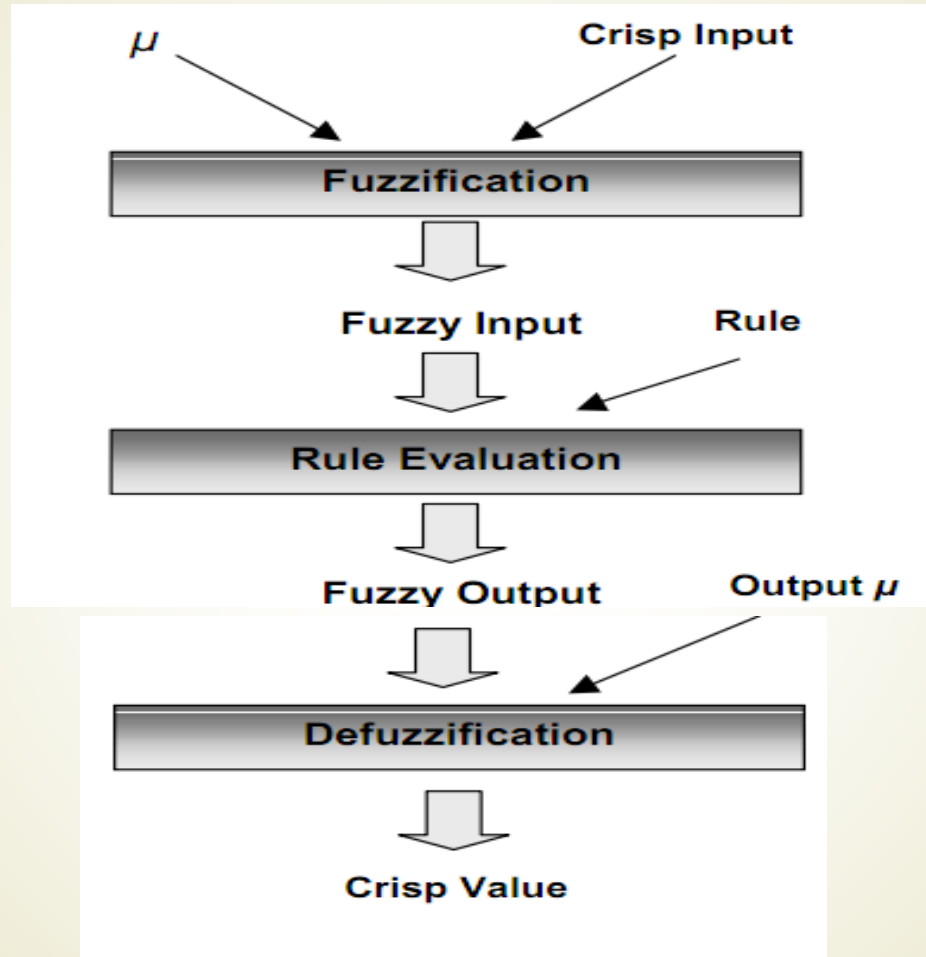 μ
Crisp Input
Fuzzification
Fuzzy Input
Rule
Rule Evaluation
Fuzzy Output
Output μ
Defuzzification
Crisp Value